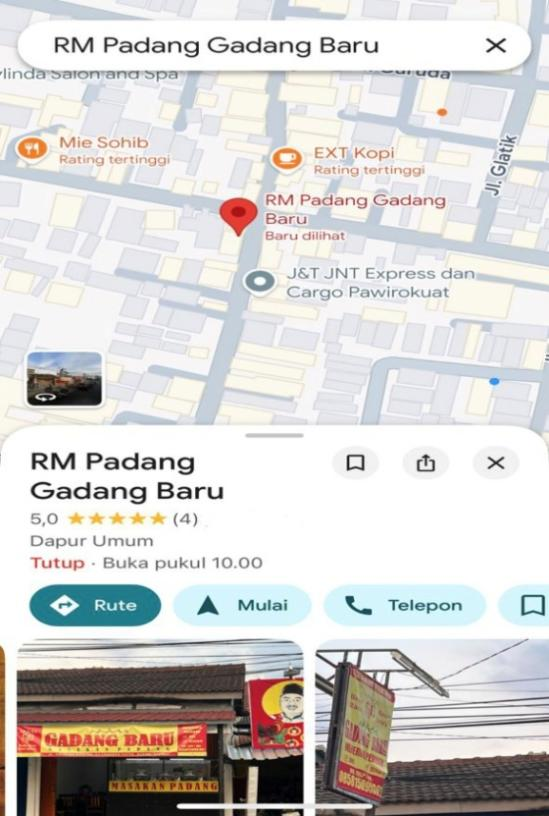 RM Padang Gadang Baru
Salon and Spa
Garuda
Jl. Glatik
Mie Sohib
Rating tertinggi
EXT Kopi
Rating tertinggi
RM Padang Gadang
Baru
Baru dilihat
J&T JNT Express dan
Cargo Pawirokuat
RM Padang
Gadang Baru
5,0 (4)
Dapur Umum
Tutup · Buka pukul 10.00
Rute
Mulai
Telepon
GADANG BARU
MASAKAN PADANG
GADANG BARU